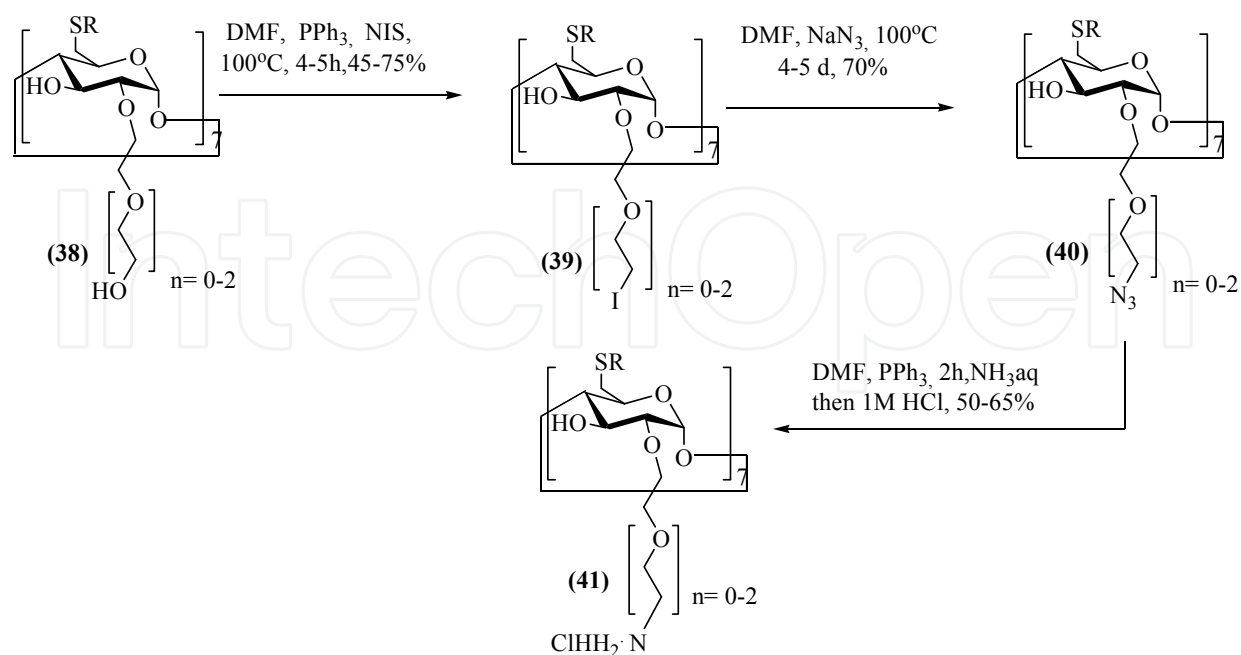 SR
DMF, PPh3, NIS,
100oC, 4-5h,45-75%
O
HO
O
O
7
O
(38)
HO
n= 0-2
SR
DMF, NaN3, 100oC
4-5 d, 70%
O
HO
O
O
7
O
(39)
I
n= 0-2
SR
O
HO
O
O
7
O
(40)
N3
n= 0-2
IntechOpen
SR
DMF, PPh3, 2h,NH3aq
then 1M HCl, 50-65%
O
HO
O
O
7
O
(41)
n= 0-2
ClHH2· N